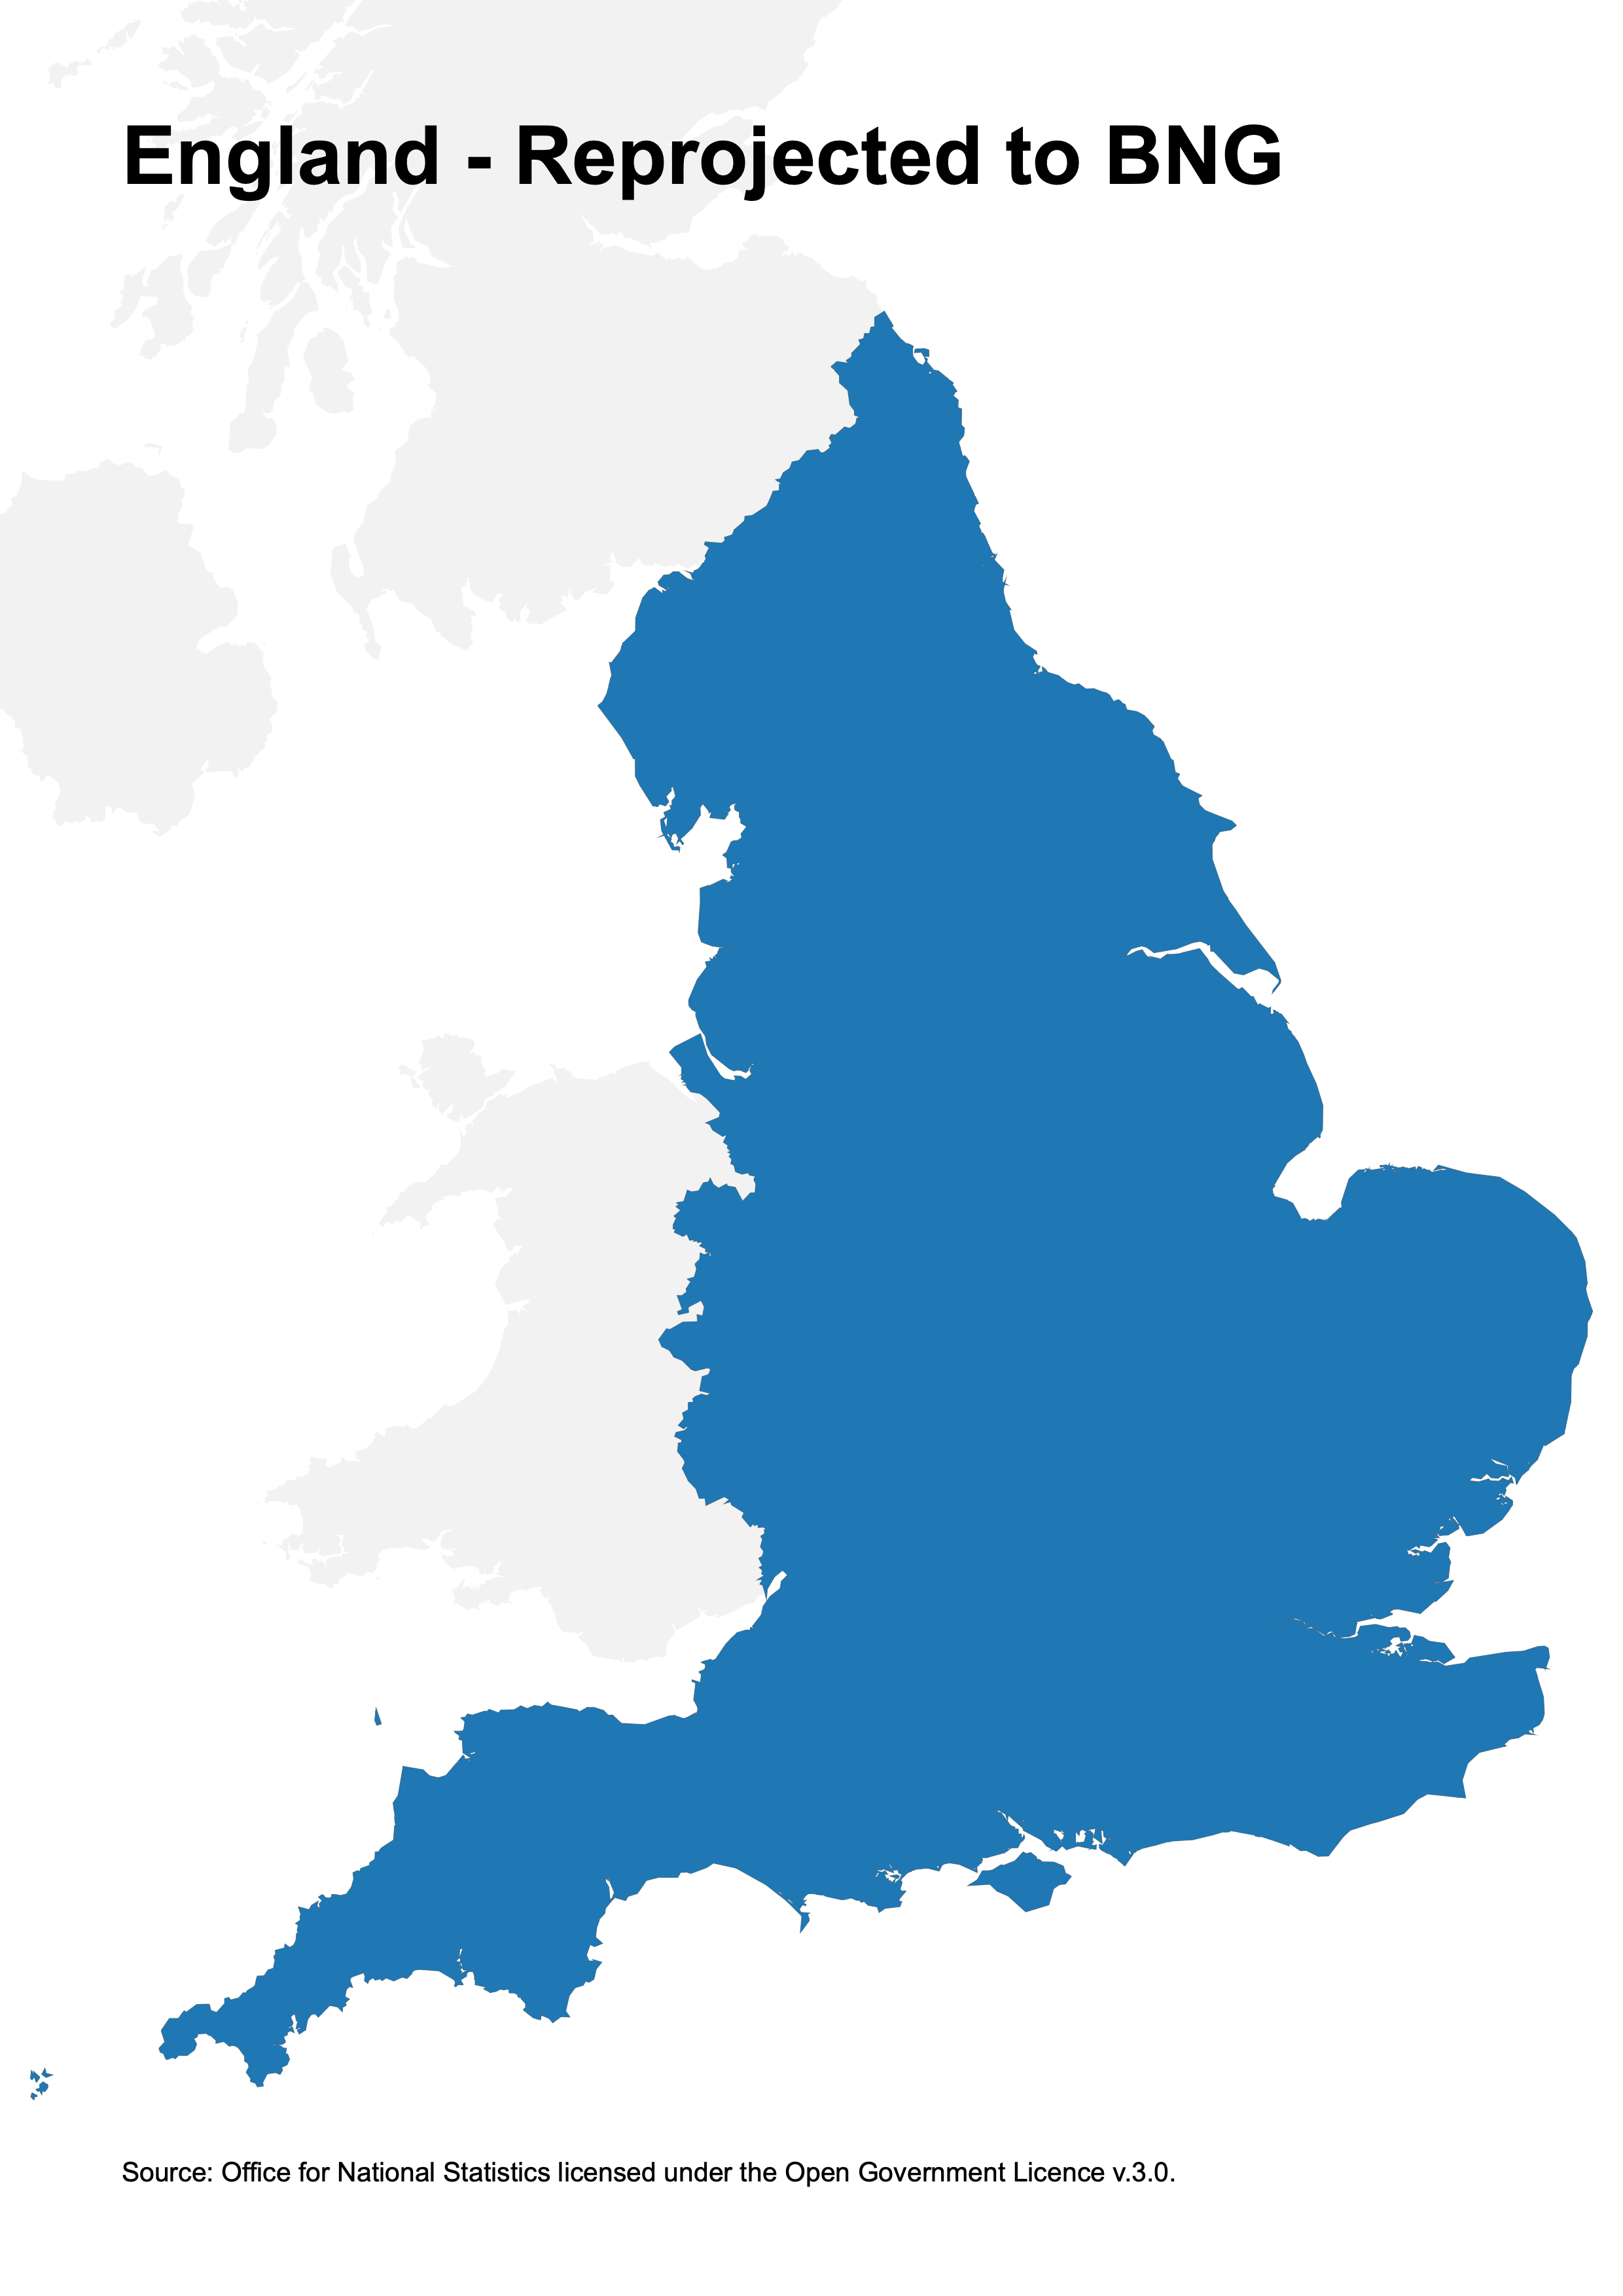 England - Reprojected to BNG
Source: Office for National Statistics licensed under the Open Government Licence v.3.0.